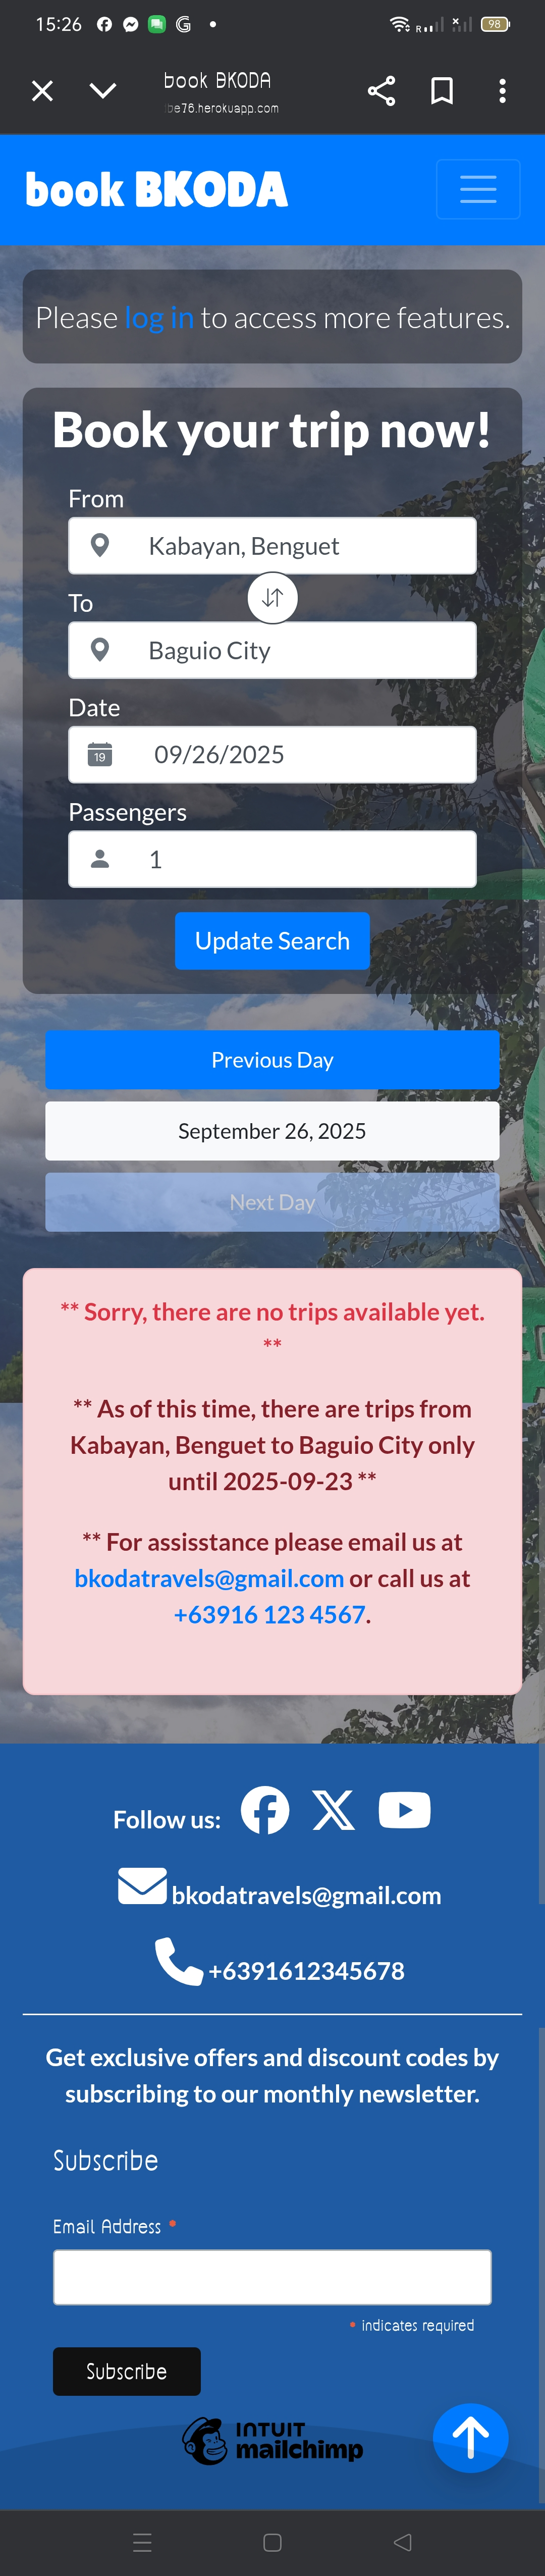 15:26
98
book BKODA
be76.herokuapp.com
book BKODA
Please log in to access more features.
Book your trip now!
From
Kabayan, Benguet
To
Baguio City
Date
19
09/26/2025
Passengers
1
Update Search
Previous Day
September 26, 2025
Next Day
** Sorry, there are no trips available yet.
**
** As of this time, there are trips from
Kabayan, Benguet to Baguio City only
until 2025-09-23 **
** For assisstance please email us at
bkodatravels@gmail.com or call us at
+63916 123 4567.
Follow us:
bkodatravels@gmail.com
+6391612345678
Get exclusive offers and discount codes by
subscribing to our monthly newsletter.
Subscribe
Email Address *
* indicates required
Subscribe
INTUIT
mailchimp